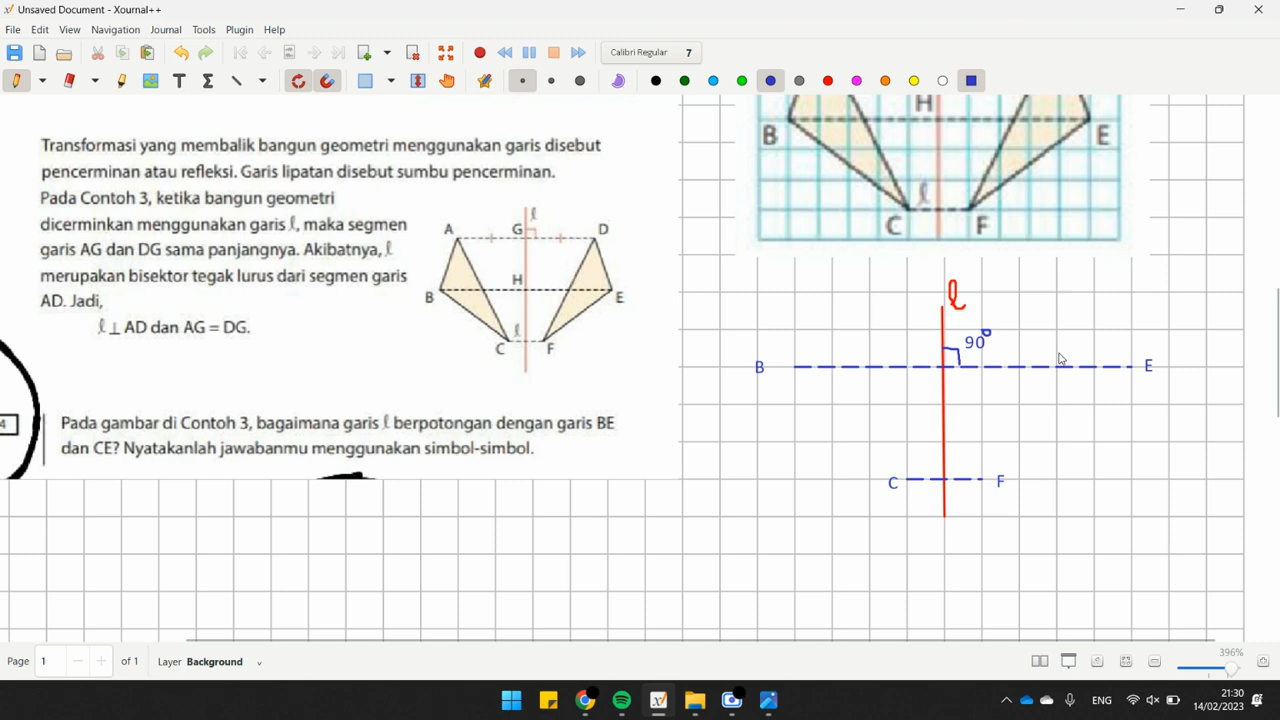 Unsaved Document - Xournal++
File Edit View Navigation Journal Tools Plugin Help
Calibri Regular 7
Transformasi yang membalik bangun geometri menggunakan garis disebut
pencerminan atau refleksi. Garis lipatan disebut sumbu pencerminan.
Pada Contoh 3, ketika bangun geometri
dicerminkan menggunakan garis ℓ, maka segmen
garis AG dan DG sama panjangnya. Akibatnya, ℓ
merupakan bisektor tegak lurus dari segmen garis
AD. Jadi,
ℓ ⊥ AD dan AG = DG.
ℓ
A G D
H
B E
ℓ
C F
4
Pada gambar di Contoh 3, bagaimana garis ℓ berpotongan dengan garis BE
dan CE? Nyatakanlah jawabanmu menggunakan simbol-simbol.
H
B E
ℓ
C F
ℓ
90°
B E
C F
396%
Page 1 of 1 Layer Background
ENG
21:30
14/02/2023